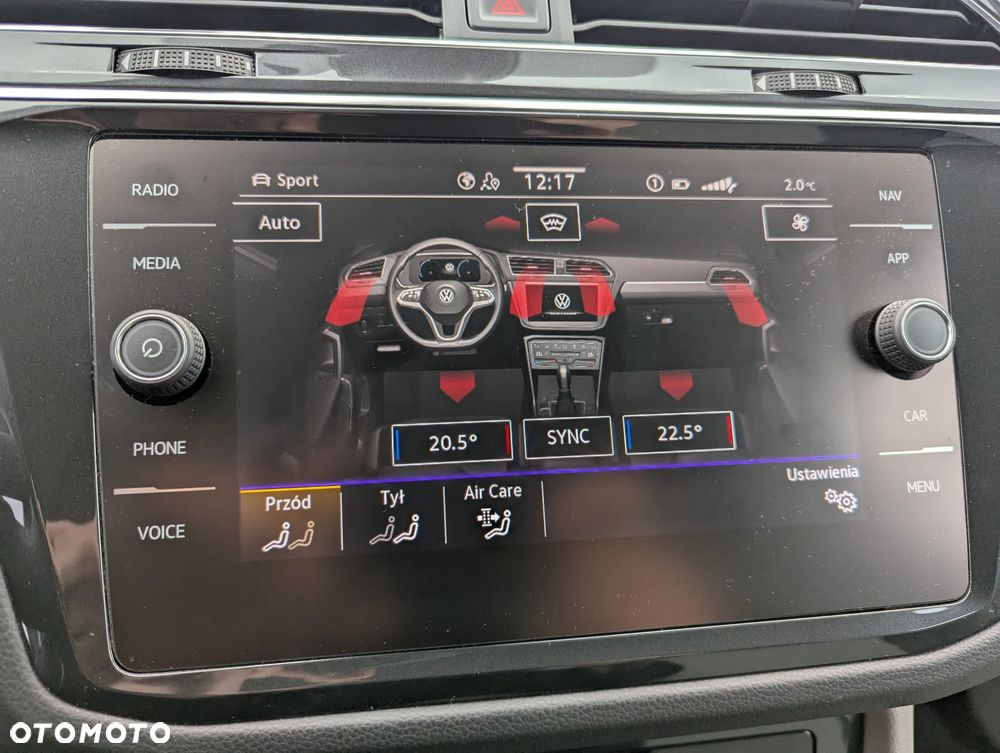 RADIO
MEDIA
PHONE
VOICE
Sport
12:17
1
2.0°C
Auto
20.5°
SYNC
22.5°
Przód
Tył
Air Care
Ustawienia
NAV
APP
CAR
MENU
OTOMOTO